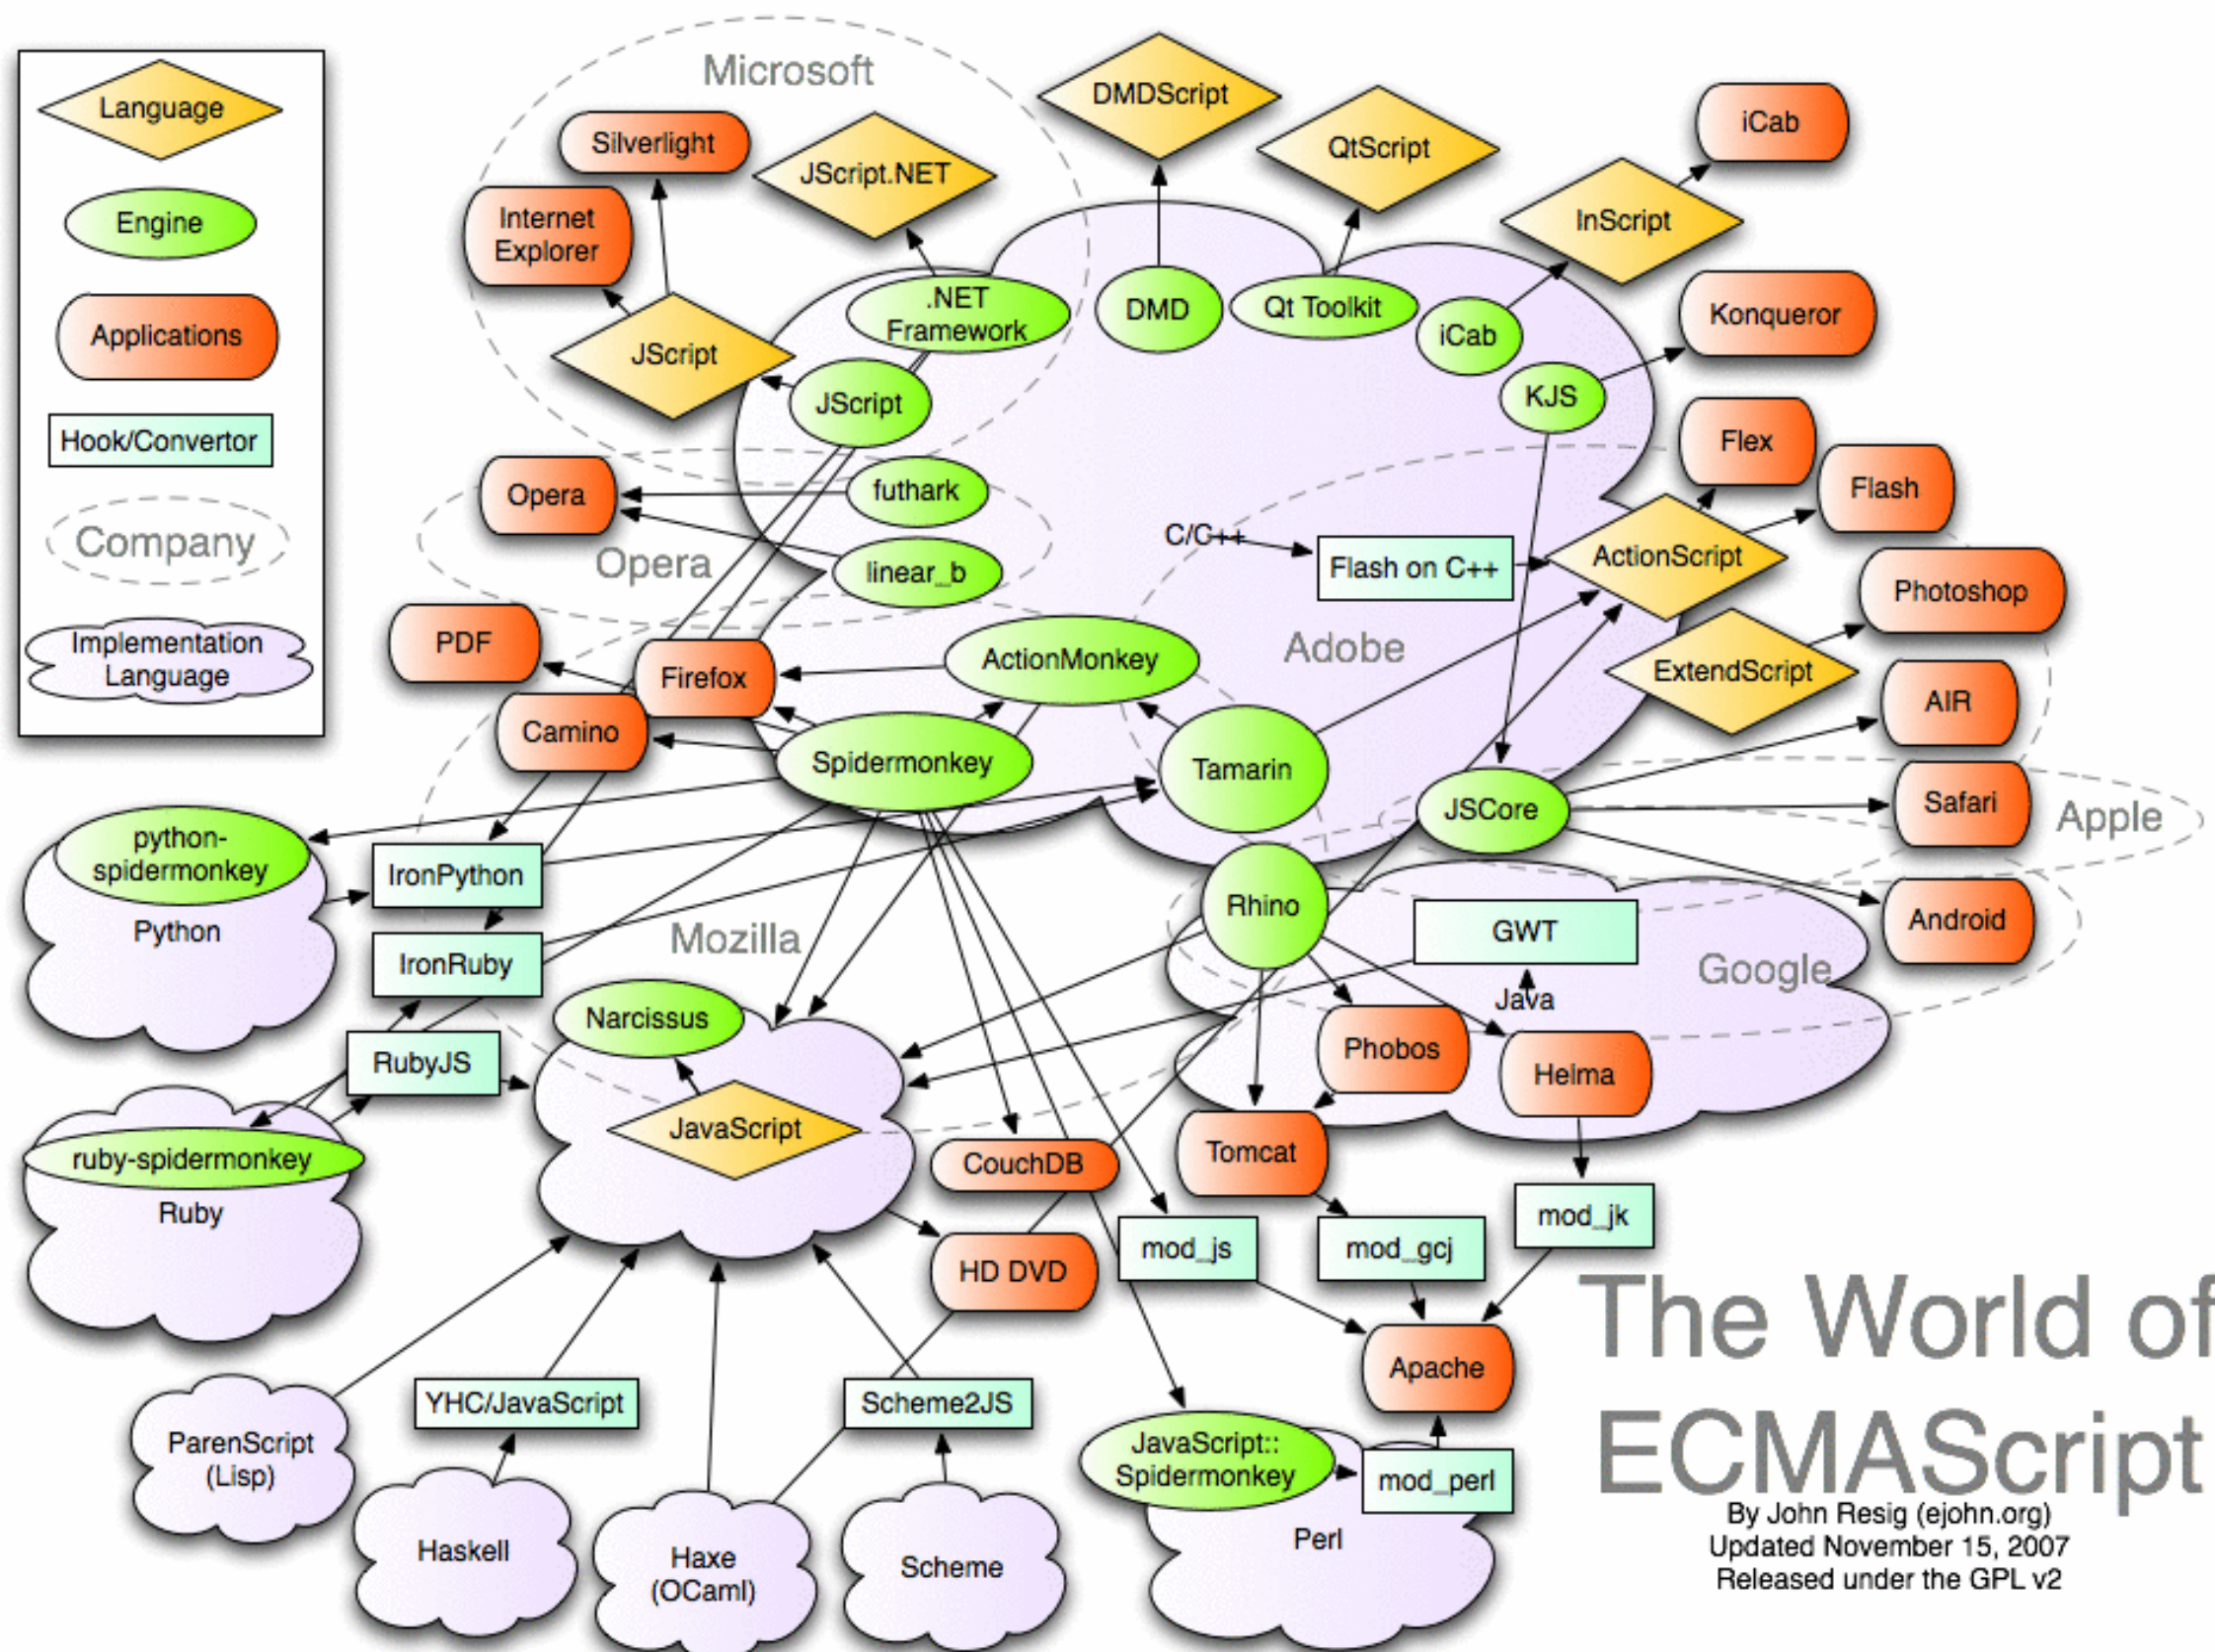 Language
Engine
Applications
Hook/Convertor
Company
Implementation
Language
Microsoft
Silverlight
JScript.NET
Internet
Explorer
JScript
.NET
Framework
JScript
DMDScript
QtScript
iCab
InScript
DMD
Qt Toolkit
iCab
Konqueror
KJS
Flex
Flash
Opera
futhark
Opera
linear_b
C/C++
Flash on C++
ActionScript
Photoshop
PDF
Firefox
ActionMonkey
Adobe
ExtendScript
AIR
Camino
Spidermonkey
Tamarin
JSCore
Safari
Apple
python-
spidermonkey
Python
IronPython
IronRuby
Mozilla
Rhino
GWT
Android
Google
Java
Narcissus
RubyJS
JavaScript
Phobos
Helma
ruby-spidermonkey
Ruby
CouchDB
Tomcat
HD DVD
mod_js
mod_gcj
mod_jk
Apache
ParenScript
(Lisp)
YHC/JavaScript
Haskell
Haxe
(OCaml)
Scheme2JS
Scheme
JavaScript::
Spidermonkey
mod_perl
Perl
The World of
ECMAScript
By John Resig (ejohn.org)
Updated November 15, 2007
Released under the GPL v2